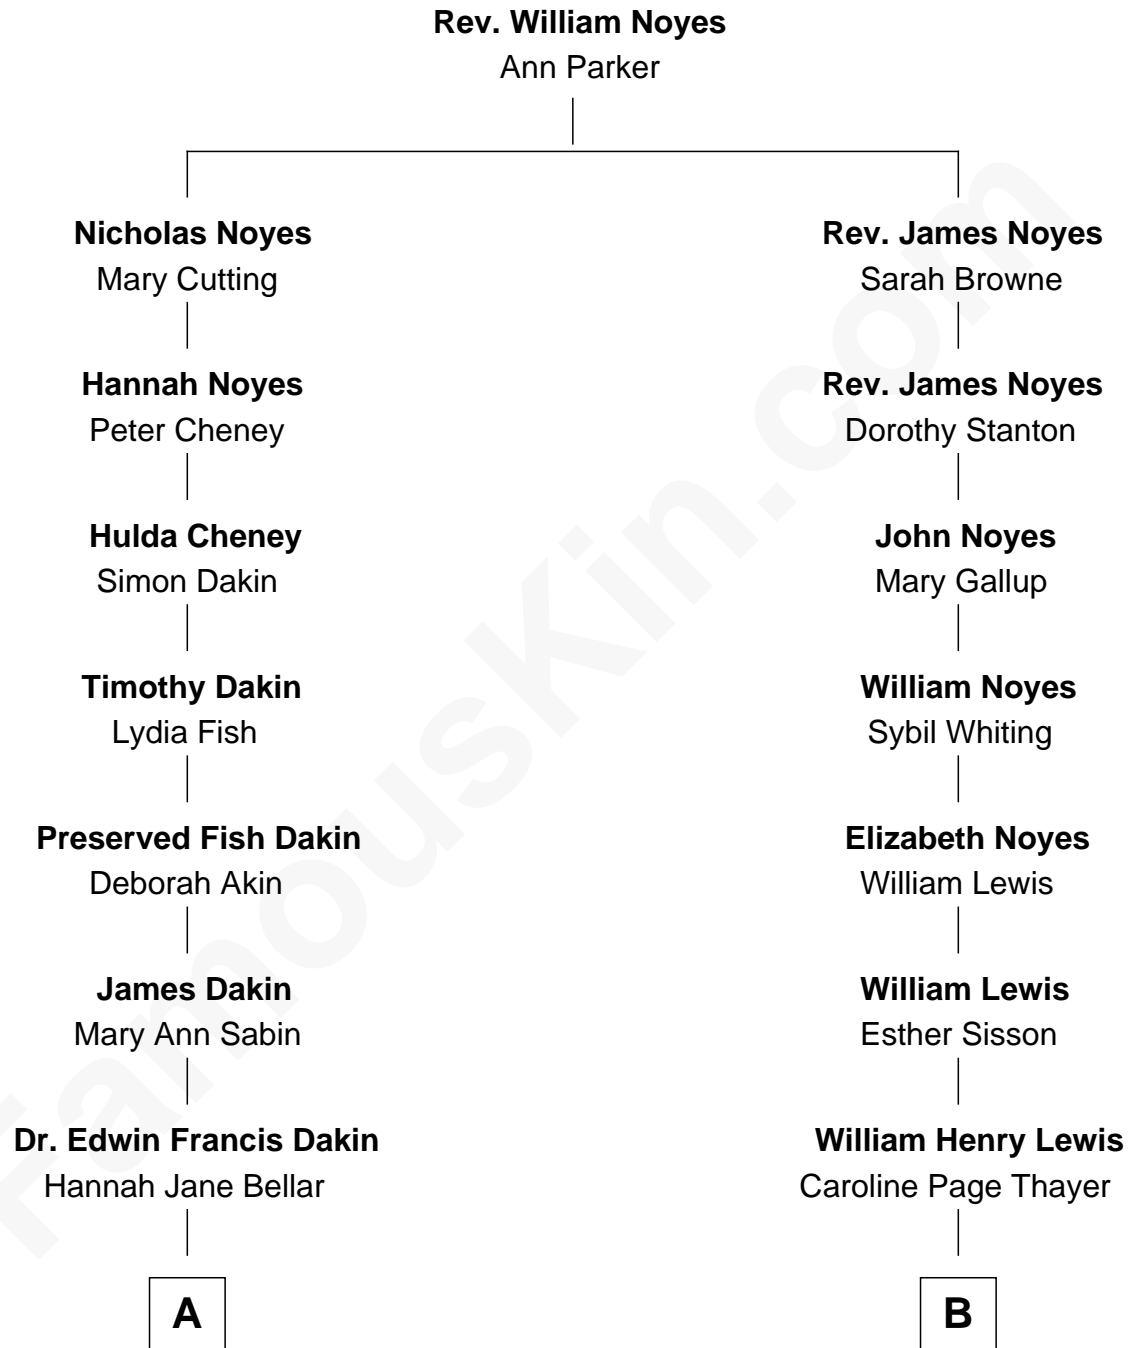 Rev. William Noyes
Ann Parker
Nicholas Noyes
Mary Cutting
Hannah Noyes
Peter Cheney
Hulda Cheney
Simon Dakin
Timothy Dakin
Lydia Fish
Preserved Fish Dakin
Deborah Akin
James Dakin
Mary Ann Sabin
Dr. Edwin Francis Dakin
Hannah Jane Bellar
A
Rev. James Noyes
Sarah Browne
Rev. James Noyes
Dorothy Stanton
John Noyes
Mary Gallup
William Noyes
Sybil Whiting
Elizabeth Noyes
William Lewis
William Lewis
Esther Sisson
William Henry Lewis
Caroline Page Thayer
B
FamousKin.com